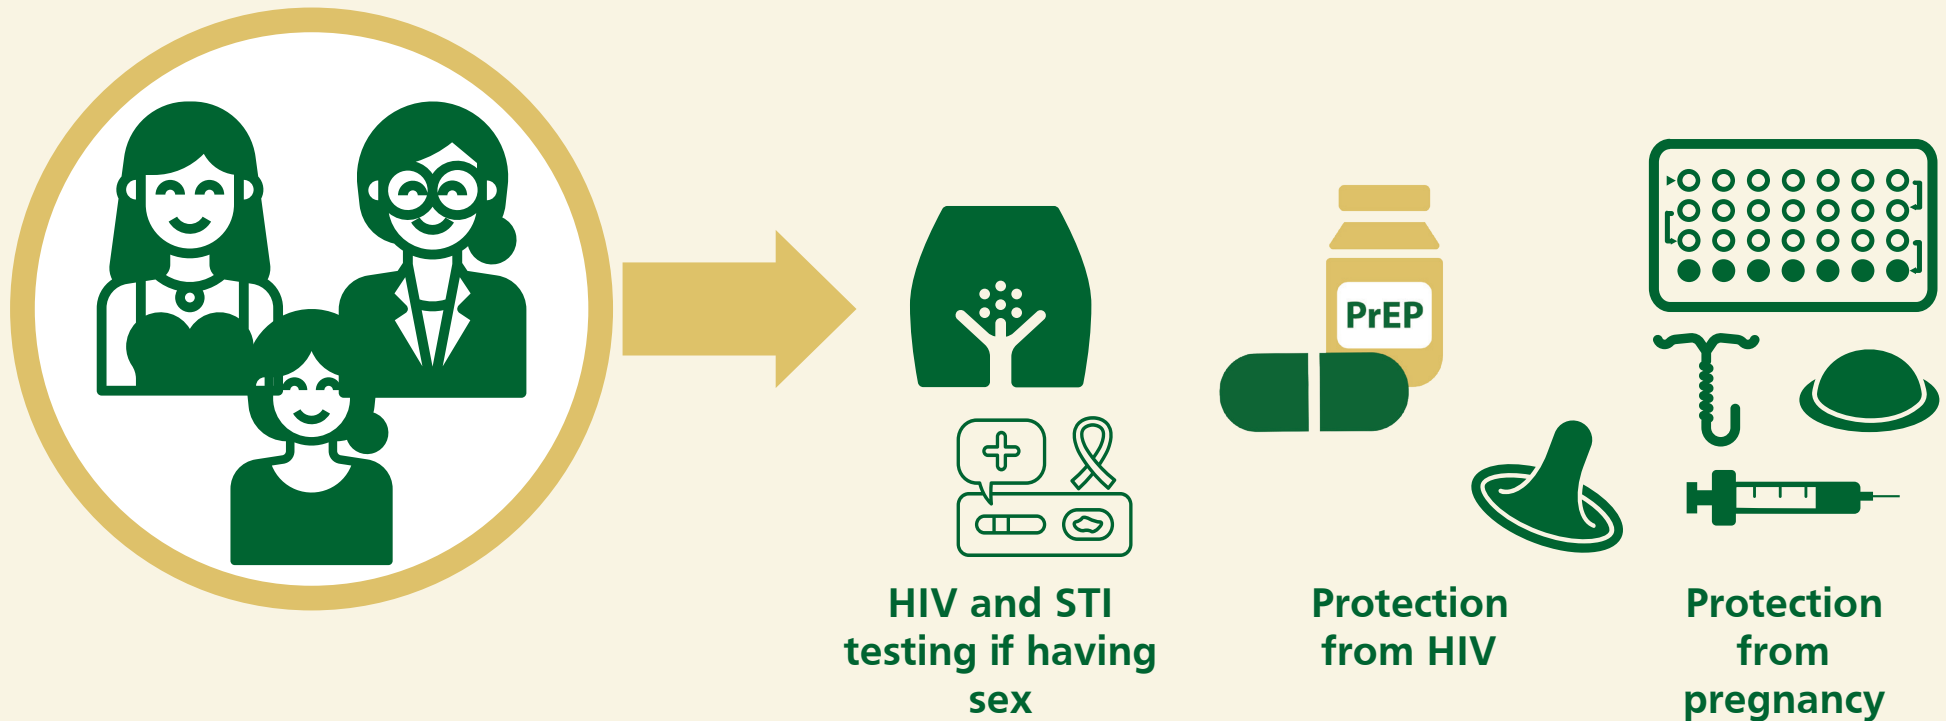 PrEP
HIV and STI
testing if having
sex
Protection
from HIV
Protection
from
pregnancy